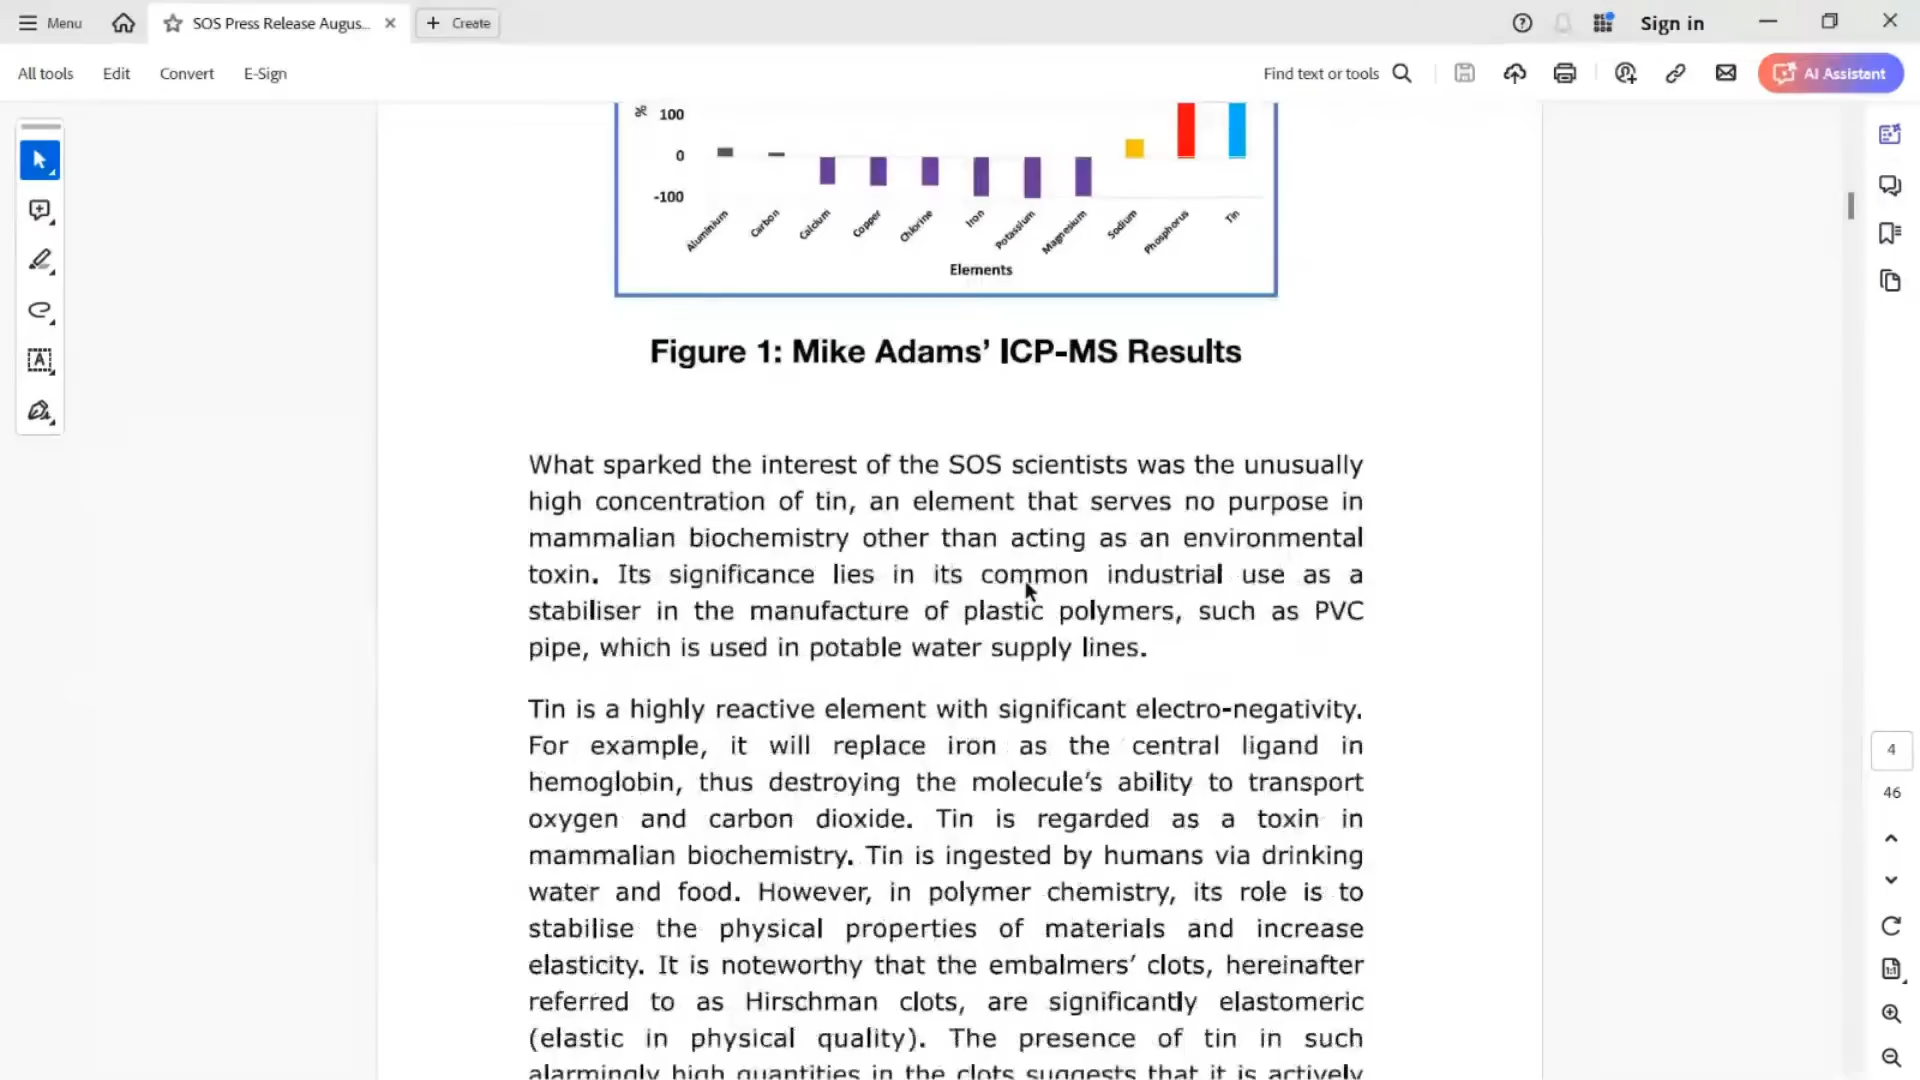 Menu
SOS Press Release Augus...
Create
Sign in
All tools
Edit
Convert
E-Sign
Find text or tools
AI Assistant
%
100
0
-100
Aluminium
Carbon
Calcium
Copper
Chlorine
Iron
Potassium
Magnesium
Sodium
Phosphorus
Tin
Elements
Figure 1: Mike Adams’ ICP-MS Results
What sparked the interest of the SOS scientists was the unusually
high concentration of tin, an element that serves no purpose in
mammalian biochemistry other than acting as an environmental
toxin. Its significance lies in its common industrial use as a
stabiliser in the manufacture of plastic polymers, such as PVC
pipe, which is used in potable water supply lines.
Tin is a highly reactive element with significant electro-negativity.
For example, it will replace iron as the central ligand in
hemoglobin, thus destroying the molecule’s ability to transport
oxygen and carbon dioxide. Tin is regarded as a toxin in
mammalian biochemistry. Tin is ingested by humans via drinking
water and food. However, in polymer chemistry, its role is to
stabilise the physical properties of materials and increase
elasticity. It is noteworthy that the embalmers’ clots, hereinafter
referred to as Hirschman clots, are significantly elastomeric
(elastic in physical quality). The presence of tin in such
alarmingly high quantities in the clots suggests that it is actively
4
46